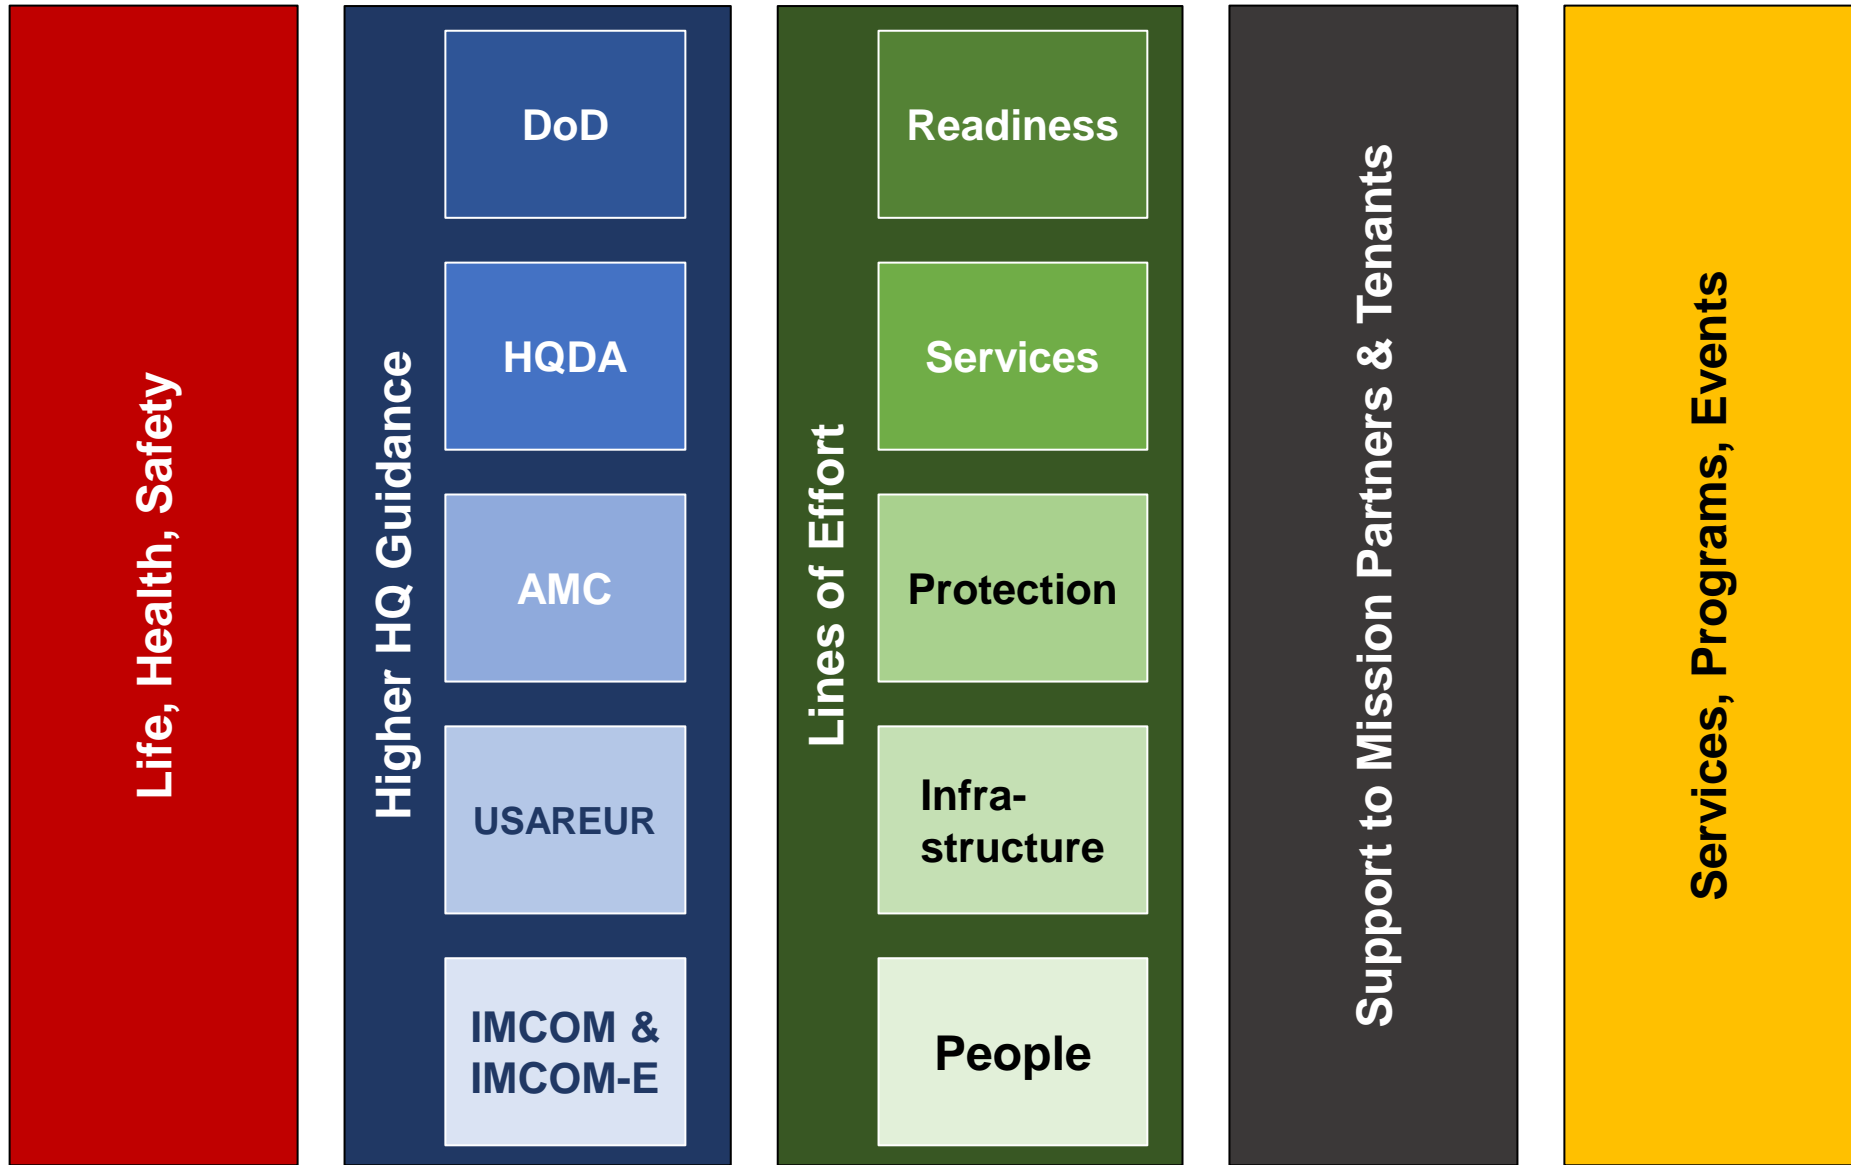 Life, Health, Safety
Higher HQ Guidance
DoD
HQDA
AMC
USAREUR
IMCOM &
IMCOM-E
Lines of Effort
Readiness
Services
Protection
Infra-
structure
People
Support to Mission Partners & Tenants
Services, Programs, Events